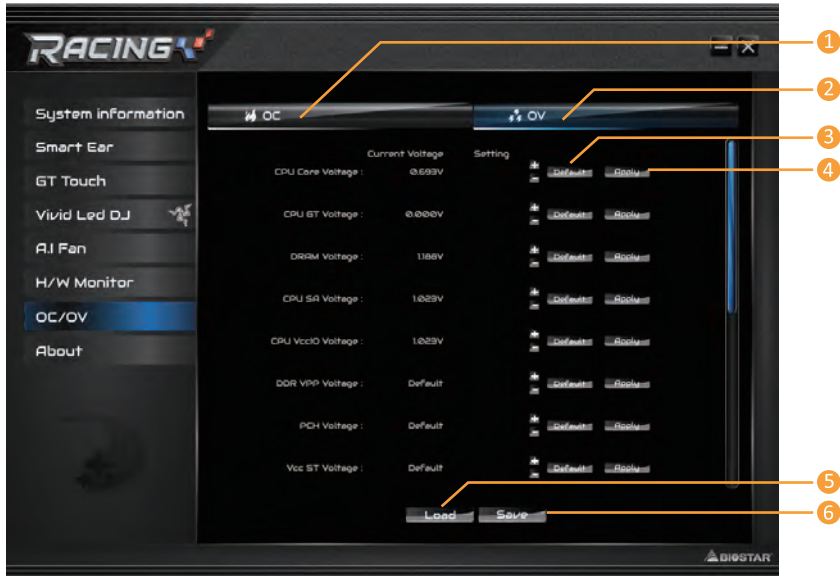 RACING
1
2
OC
OV
System information
Smart Ear
GT Touch
Vivid Led DJ
A.I Fan
H/W Monitor
OC/OV
About
Current Voltage Setting
3
CPU Core Voltage : 0.693V Default Apply
4
CPU GT Voltage : 0.000V Default Apply
DRAM Voltage : 1.188V Default Apply
CPU SA Voltage : 1.023V Default Apply
CPU VccIO Voltage : 1.023V Default Apply
DDR VPP Voltage : Default Default Apply
PCH Voltage : Default Default Apply
Vcc ST Voltage : Default Default Apply
5
Load Save
6
BIOSTAR